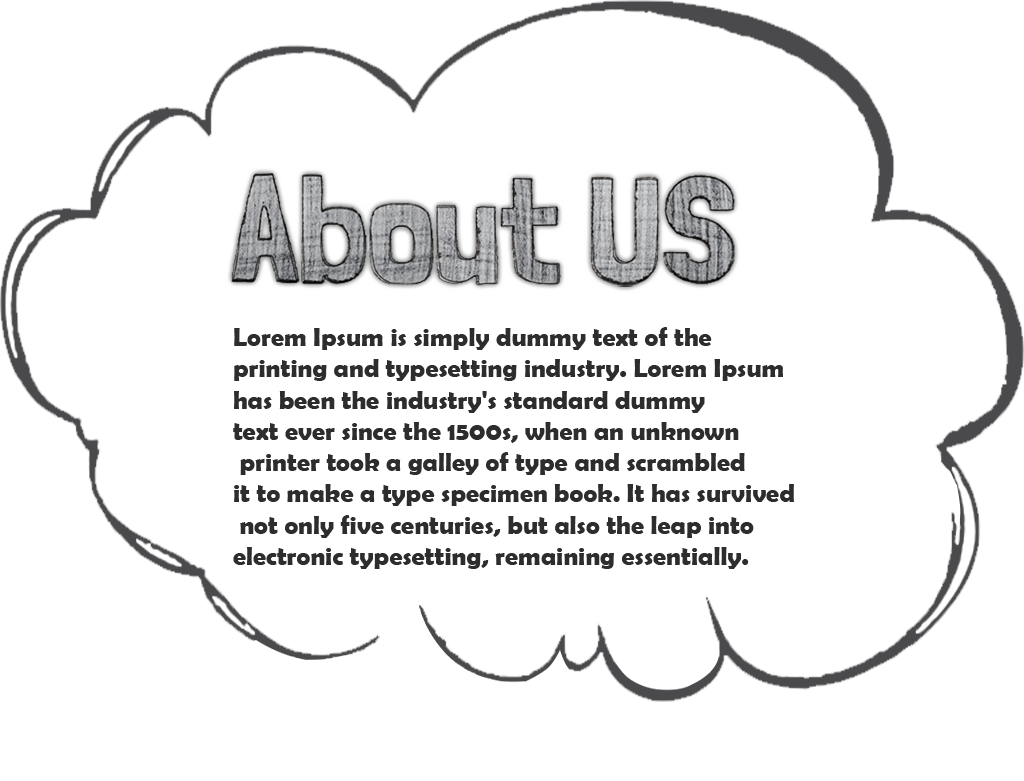 About US
Lorem Ipsum is simply dummy text of the
printing and typesetting industry. Lorem Ipsum
has been the industry's standard dummy
text ever since the 1500s, when an unknown
printer took a galley of type and scrambled
it to make a type specimen book. It has survived
not only five centuries, but also the leap into
electronic typesetting, remaining essentially.